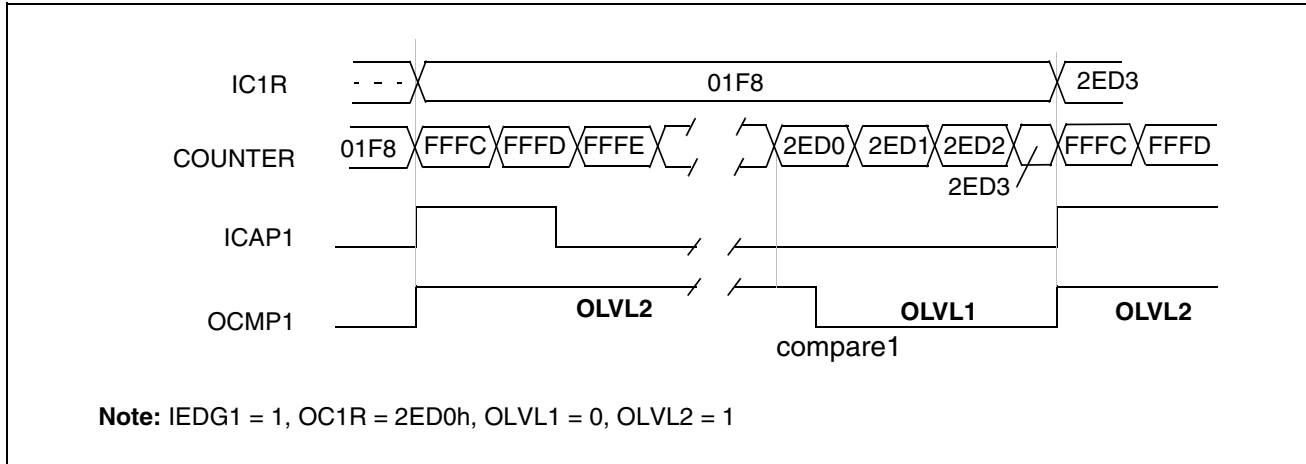 IC1R - - - 01F8 2ED3
COUNTER 01F8 FFFC FFFD FFFE 2ED0 2ED1 2ED2 FFFC FFFD
2ED3
ICAP1
OCMP1 OLVL2 OLVL1 OLVL2
compare1
Note: IEDG1 = 1, OC1R = 2ED0h, OLVL1 = 0, OLVL2 = 1